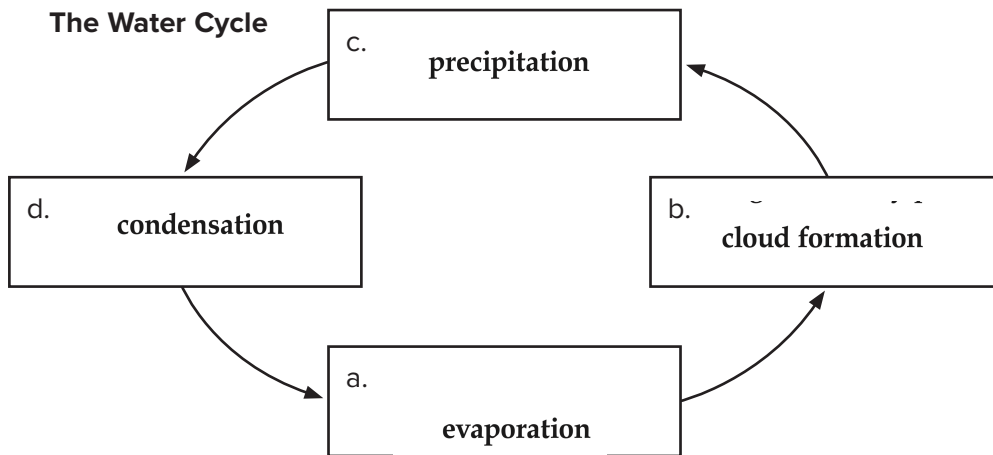 The Water Cycle
c.
precipitation
d.
condensation
b.
cloud formation
a.
evaporation